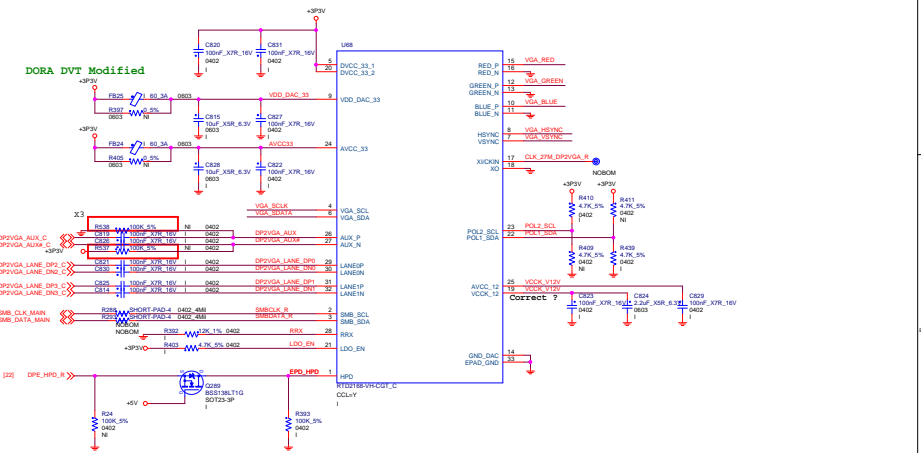 +3P3V
U68
C820
100nF_X7R_16V
0402
I
C831
100nF_X7R_16V
0402
I
5
20
DVCC_33_1
DVCC_33_2
RED_P
RED_N
15
16
VGA_RED
GREEN_P
GREEN_N
12
13
VGA_GREEN
BLUE_P
BLUE_N
10
11
VGA_BLUE
HSYNC
VSYNC
8
7
VGA_HSYNC
VGA_VSYNC
XI/CKIN
XO
17
18
CLK_27M_DP2VGA_R
NOBOM
DORA DVT Modified
+3P3V
FB25
I 60_3A 0603
VDD_DAC_33
9
VDD_DAC_33
R397
0_5%
0603
NI
C815
10uF_X5R_6.3V
0603
I
C827
100nF_X7R_16V
0402
I
+3P3V
FB24
I 60_3A 0603
AVCC33
24
AVCC_33
R405
0_5%
0603
NI
C828
10uF_X5R_6.3V
0603
I
C822
100nF_X7R_16V
0402
I
VGA_SCLK
VGA_SDATA
4
6
VGA_SCL
VGA_SDA
+3P3V
+3P3V
R410
4.7K_5%
0402
I
R411
4.7K_5%
0402
NI
POL2_SCL
POL1_SDA
23
22
POL2_SCL
POL1_SDA
R409
4.7K_5%
0402
NI
R439
4.7K_5%
0402
I
X3
R538 100K_5% NI 0402
DP2VGA_AUX_C
C819 100nF_X7R_16V I 0402
DP2VGA_AUX
26
AUX_P
DP2VGA_AUX#_C
C826 100nF_X7R_16V I 0402
DP2VGA_AUX#
27
AUX_N
+3P3V
R537 100K_5% NI 0402
DP2VGA_LANE_DP2_C
C821 100nF_X7R_16V I 0402
DP2VGA_LANE_DP0
29
LANE0P
DP2VGA_LANE_DN2_C
C830 100nF_X7R_16V I 0402
DP2VGA_LANE_DN0
30
LANE0N
DP2VGA_LANE_DP3_C
C825 100nF_X7R_16V I 0402
DP2VGA_LANE_DP1
31
LANE1P
DP2VGA_LANE_DN3_C
C814 100nF_X7R_16V I 0402
DP2VGA_LANE_DN1
32
LANE1N
AVCC_12
VCCK_12
25
19
VCCK_V12V
VCCK_V12V
Correct ?
C823
100nF_X7R_16V
0402
I
C824
2.2uF_X5R_6.3V
0603
I
C829
100nF_X7R_16V
0402
I
SMB_CLK_MAIN
SHORT-PAD-4 0402_4Mil
SMBCLK_R
2
SMB_SCL
SMB_DATA_MAIN
SHORT-PAD-4 0402_4Mil
SMBDATA_R
3
SMB_SDA
NOBOM
NOBOM
R392 12K_1% 0402
I
RRX
28
RRX
+3P3V
R403 4.7K_5% 0402
I
LDO_EN
21
LDO_EN
GND_DAC
EPAD_GND
14
33
[22] DPE_HPD_R
EPD_HPD
1
HPD
RTD2168-VH-CGT_C
CCL=Y
I
Q289
BSS138LT1G
SOT23-3P
I
+5V
R24
100K_5%
0402
NI
R393
100K_5%
0402
I